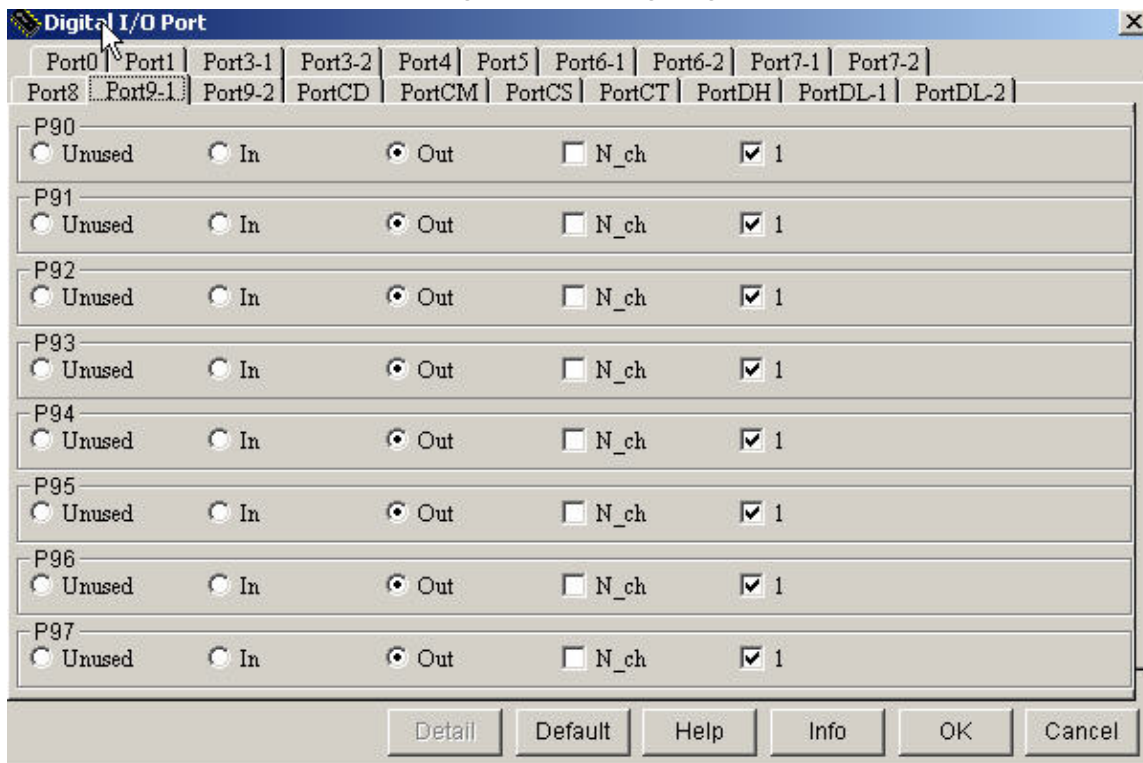 Digital I/O Port
Port0 Port1 Port3-1 Port3-2 Port4 Port5 Port6-1 Port6-2 Port7-1 Port7-2
Port8 Port9-1 Port9-2 PortCD PortCM PortCS PortCT PortDH PortDL-1 PortDL-2
P90
Unused In Out N_ch 1
P91
Unused In Out N_ch 1
P92
Unused In Out N_ch 1
P93
Unused In Out N_ch 1
P94
Unused In Out N_ch 1
P95
Unused In Out N_ch 1
P96
Unused In Out N_ch 1
P97
Unused In Out N_ch 1
Detail Default Help Info OK Cancel